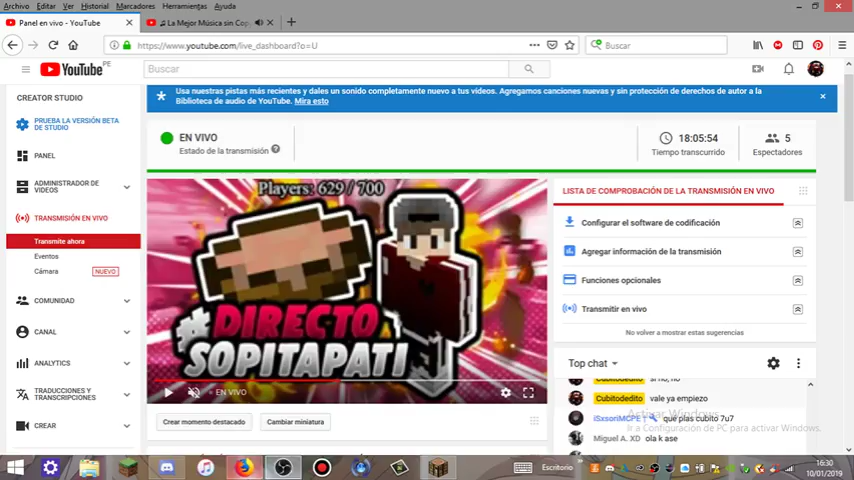 Archivo Editar Ver Historial Marcadores Herramientas Ayuda
Panel en vivo - YouTube
♫ La Mejor Música sin Cop
https://www.youtube.com/live_dashboard?o=U
Buscar
YouTube PE
Buscar
CREATOR STUDIO
PRUEBA LA VERSIÓN BETA
DE STUDIO
PANEL
ADMINISTRADOR DE
VIDEOS
TRANSMISIÓN EN VIVO
Transmite ahora
Eventos
Cámara NUEVO
COMUNIDAD
CANAL
ANALYTICS
TRADUCCIONES Y
TRANSCRIPCIONES
CREAR
Usa nuestras pistas más recientes y dales un sonido completamente nuevo a tus videos. Agregamos canciones nuevas y sin protección de derechos de autor a la
Biblioteca de audio de YouTube. Mira esto
EN VIVO
Estado de la transmisión
18:05:54
Tiempo transcurrido
5
Espectadores
Players: 629 / 700
#DIRECTO
SOPITAPATI
EN VIVO
Crear momento destacado
Cambiar miniatura
LISTA DE COMPROBACIÓN DE LA TRANSMISIÓN EN VIVO
Configurar el software de codificación
Agregar información de la transmisión
Funciones opcionales
Transmitir en vivo
No volver a mostrar estas sugerencias
Top chat
Cubitodedito si no, no
Cubitodedito vale ya empiezo
iSxsoriMCPE qué plas cubito 7u7
Miguel A. XD ola k ase
Activar Windows
Ir a Configuración de PC para activar Windows.
Escritorio
16:30
10/01/2019